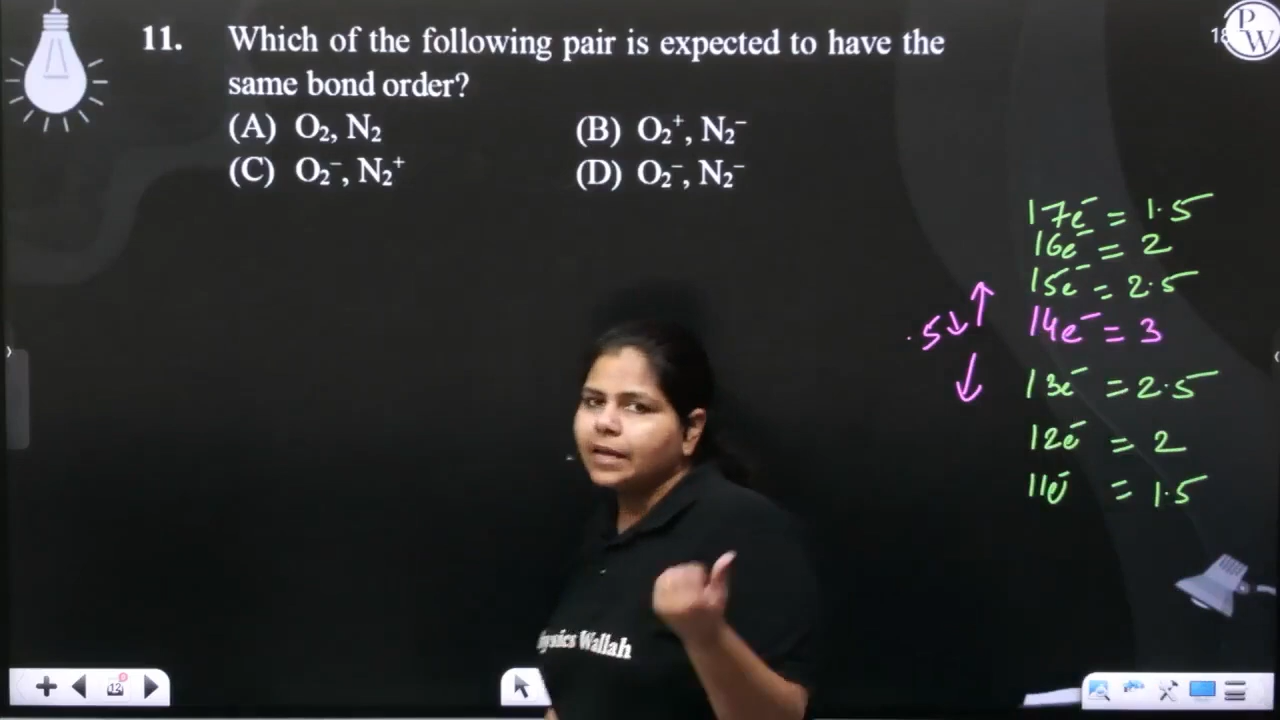 11. Which of the following pair is expected to have the
same bond order?
(A) O₂, N₂ (B) O₂⁺, N₂⁻
(C) O₂⁻, N₂⁺ (D) O₂⁻, N₂⁻
18
P
W
17e⁻ = 1.5
16e⁻ = 2
15e⁻ = 2.5
.5↓ ↑ 14e⁻ = 3
↓ 13e⁻ = 2.5
12e⁻ = 2
11e⁻ = 1.5
Wallah
12